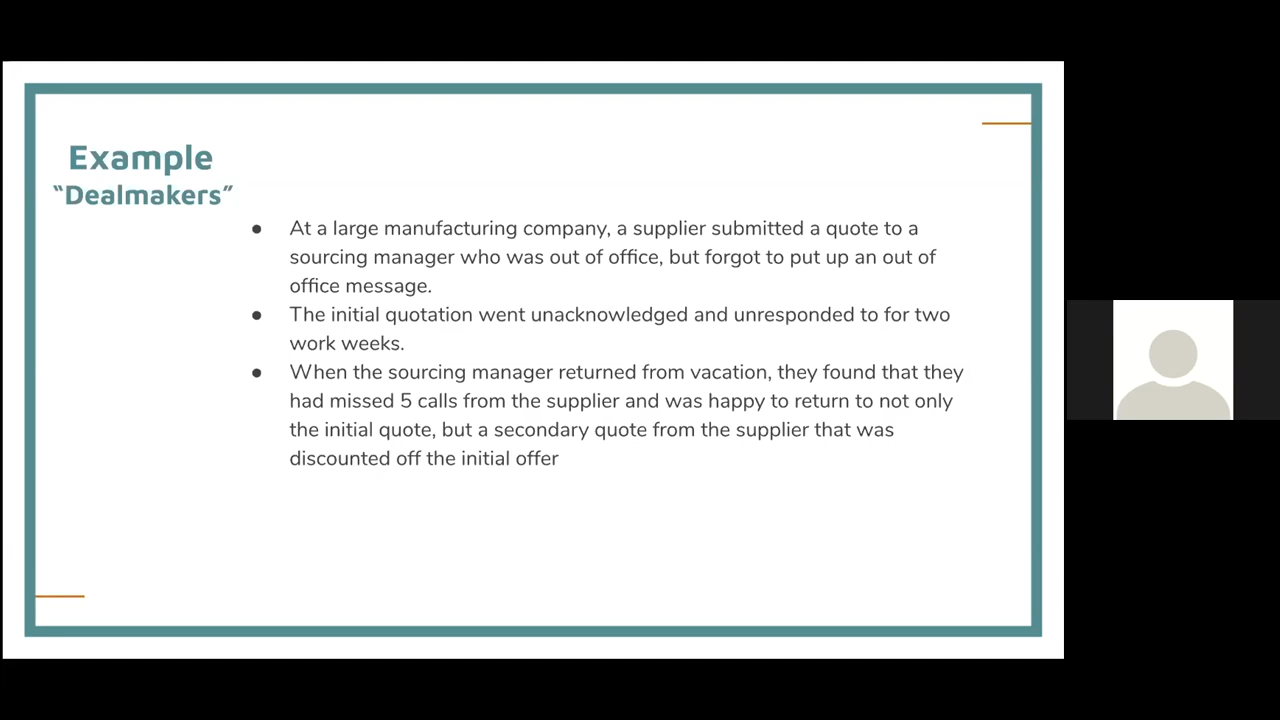 Example
“Dealmakers”
● At a large manufacturing company, a supplier submitted a quote to a
sourcing manager who was out of office, but forgot to put up an out of
office message.
● The initial quotation went unacknowledged and unresponded to for two
work weeks.
● When the sourcing manager returned from vacation, they found that they
had missed 5 calls from the supplier and was happy to return to not only
the initial quote, but a secondary quote from the supplier that was
discounted off the initial offer